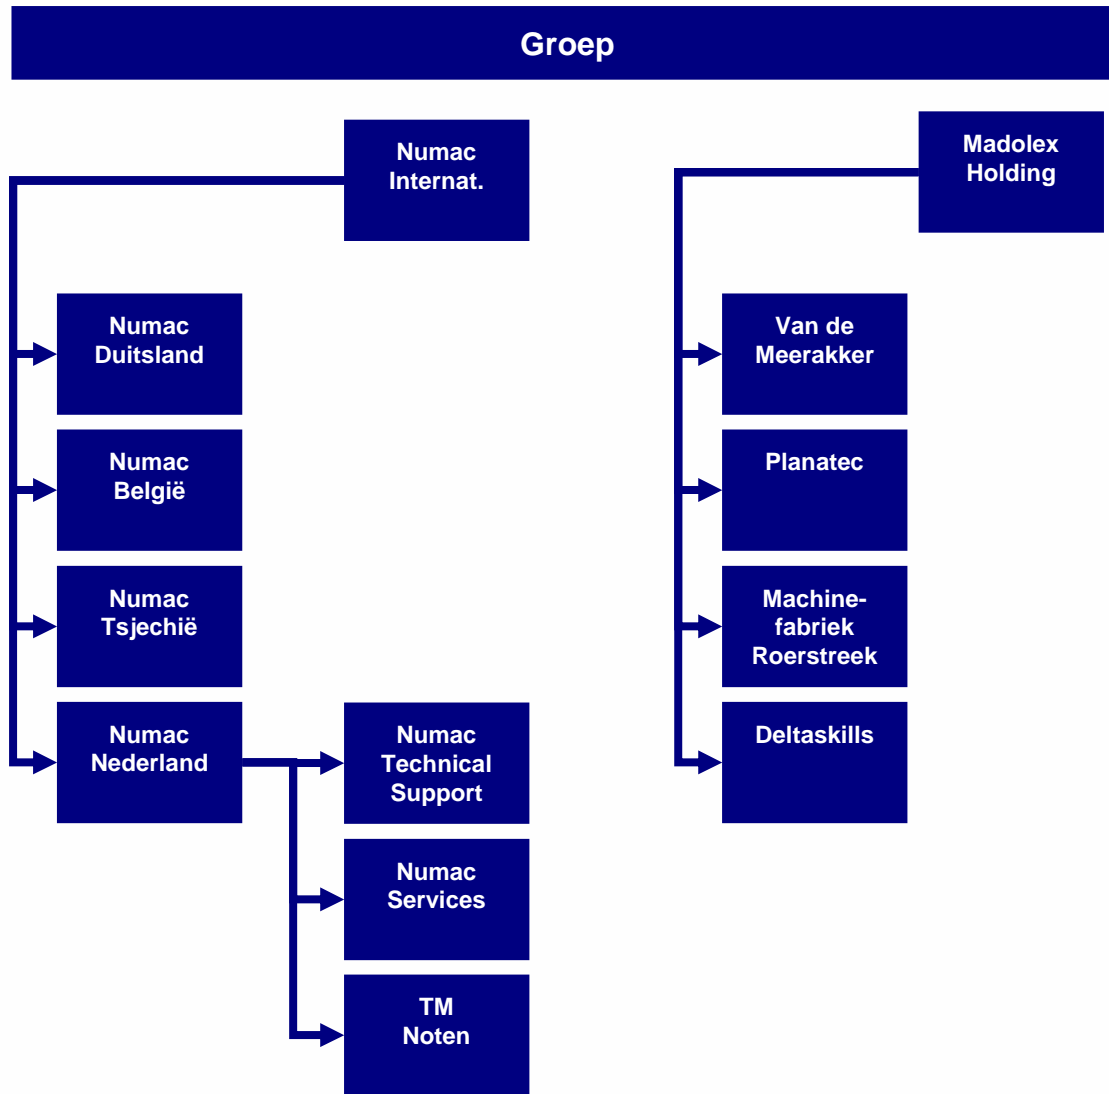 Groep
Numac
Internat.
Madolex
Holding
Numac
Duitsland
Van de
Meerakker
Numac
België
Planatec
Numac
Tsjechië
Machine-
fabriek
Roerstreek
Numac
Nederland
Numac
Technical
Support
Deltaskills
Numac
Services
TM
Noten